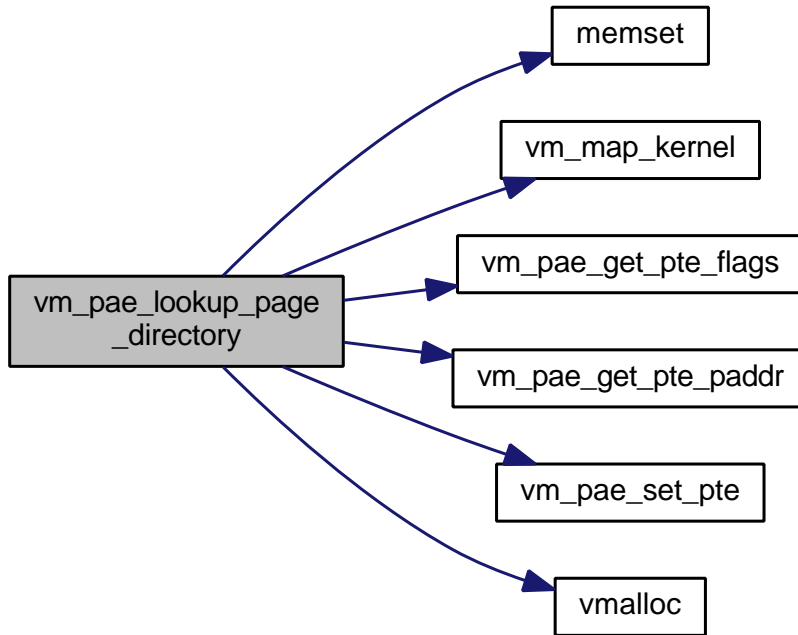 memset
vm_map_kernel
vm_pae_get_pte_flags
vm_pae_lookup_page
_directory
vm_pae_get_pte_paddr
vm_pae_set_pte
vmalloc